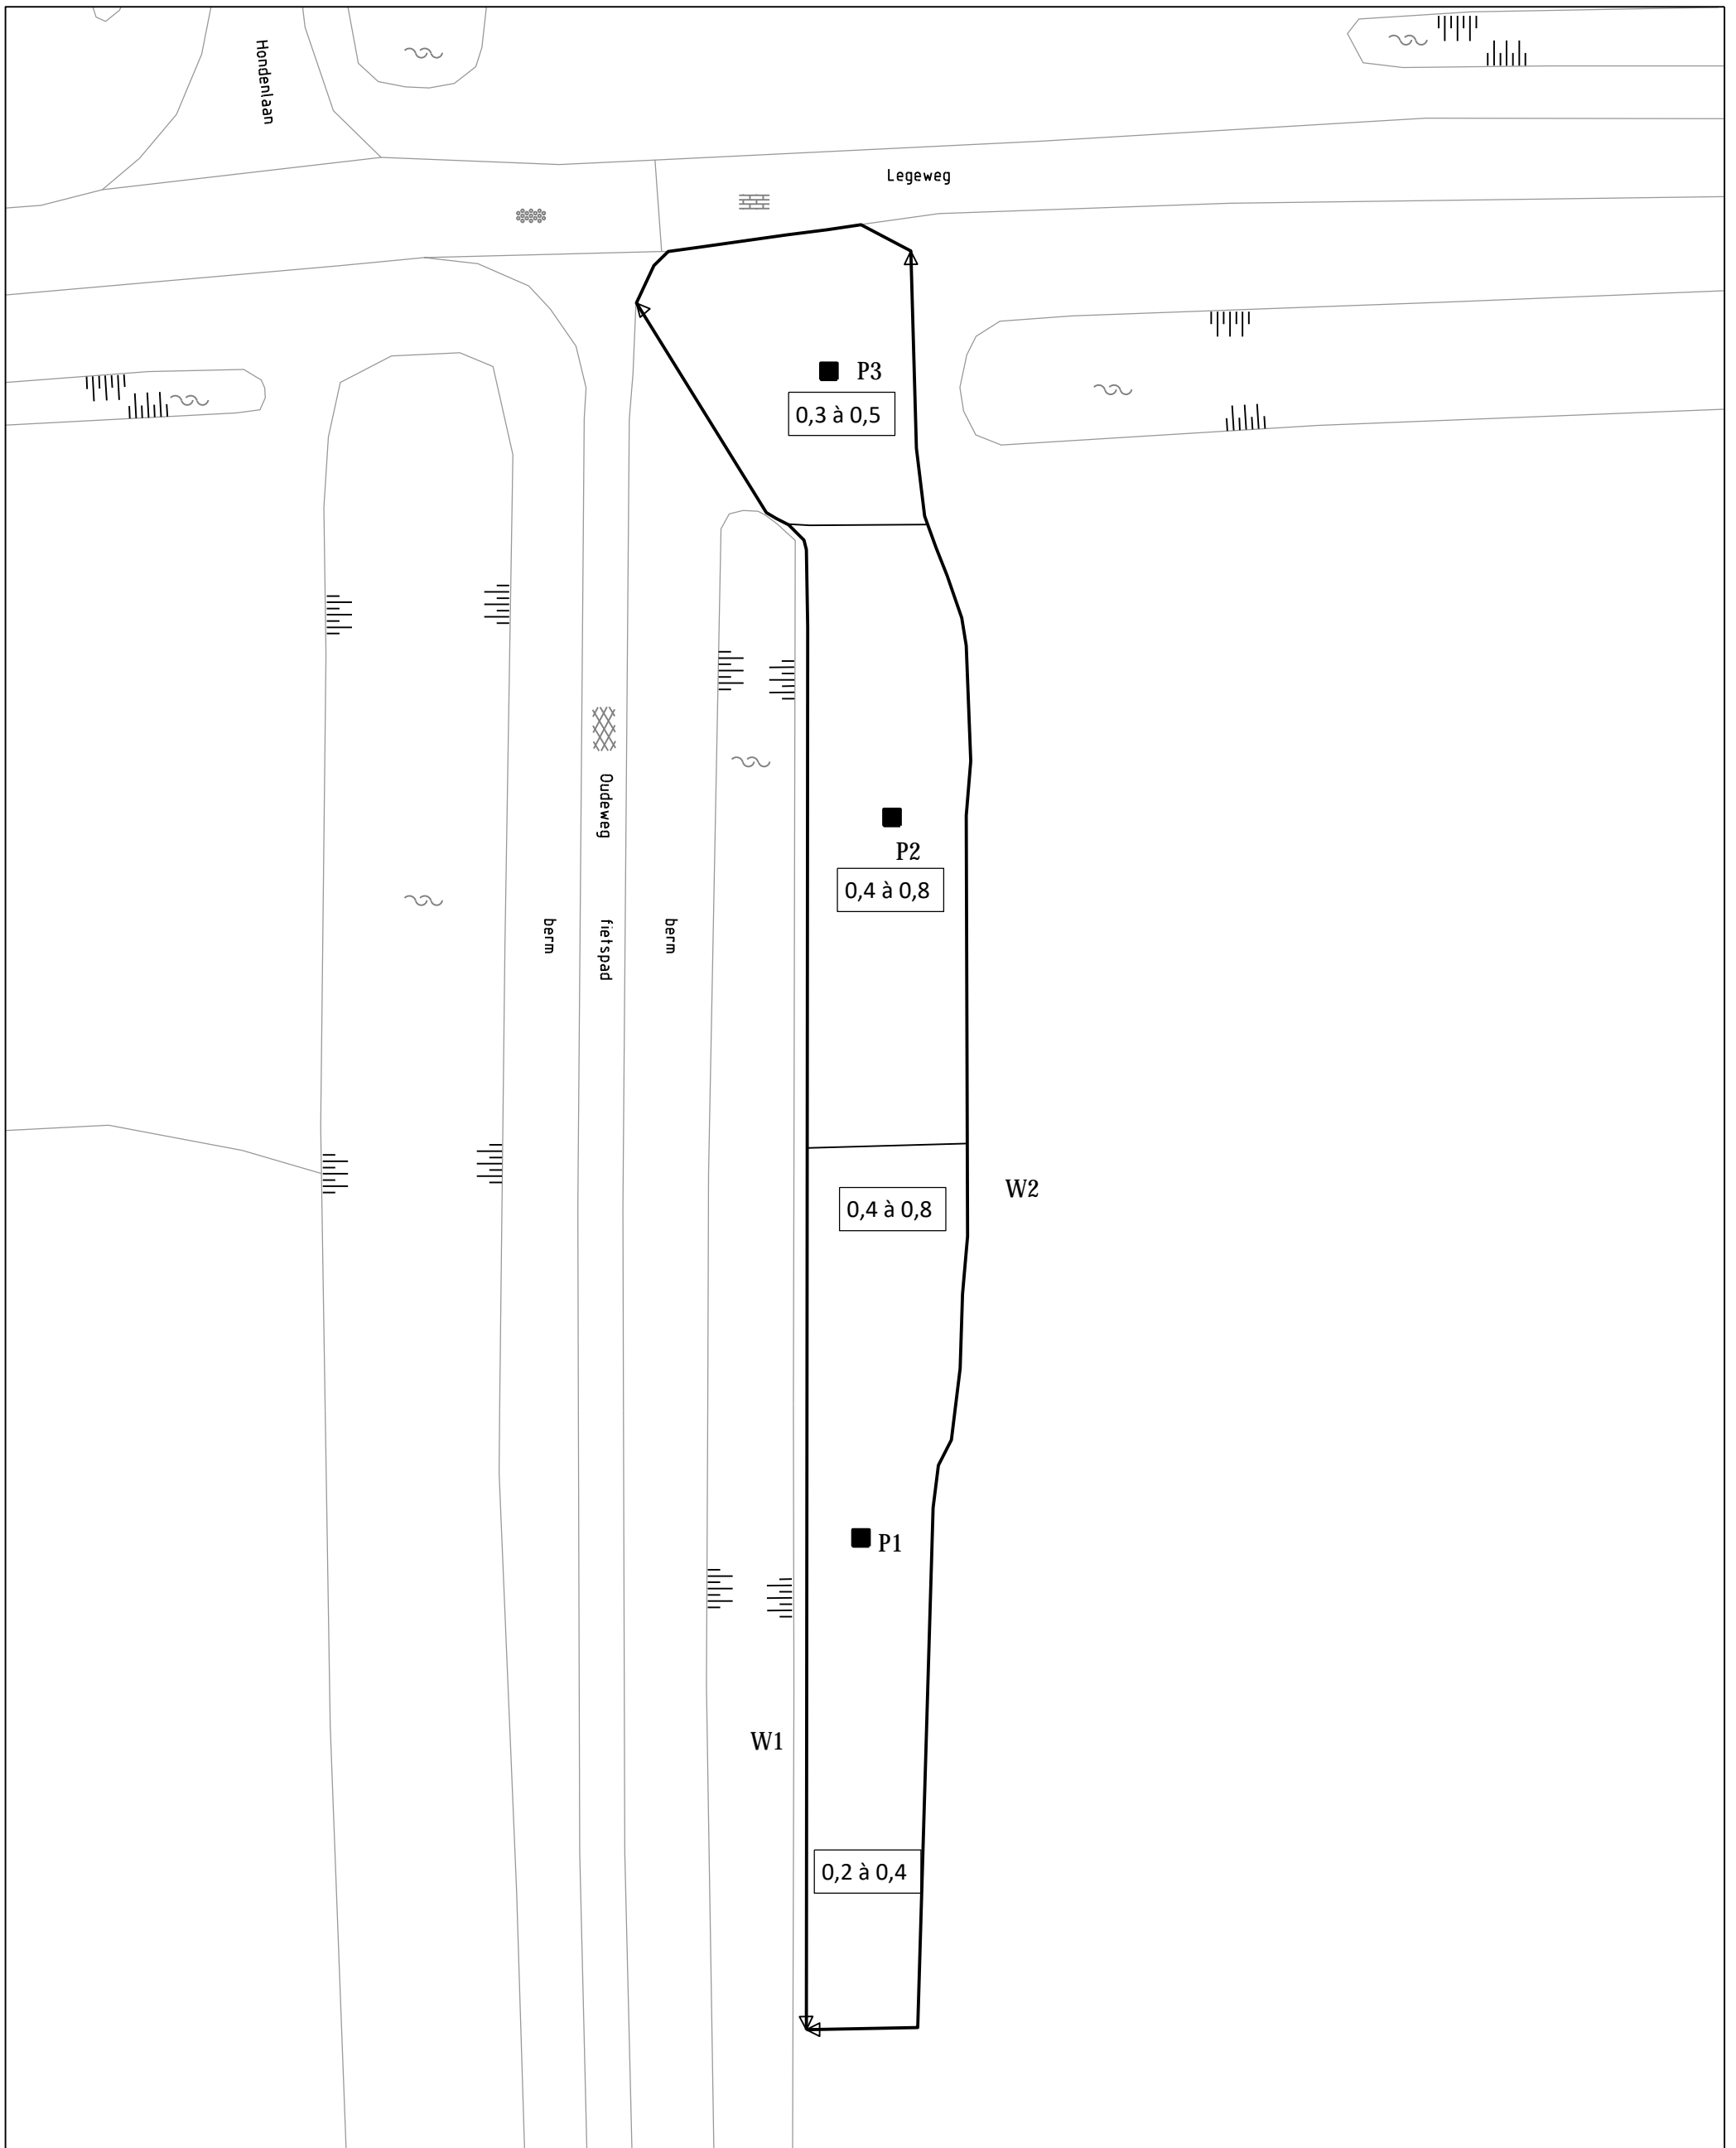 Hondenlaan
Legeweg
P3
0,3 à 0,5
Oudeweg
P2
0,4 à 0,8
berm
fietspad
berm
W2
0,4 à 0,8
P1
W1
0,2 à 0,4